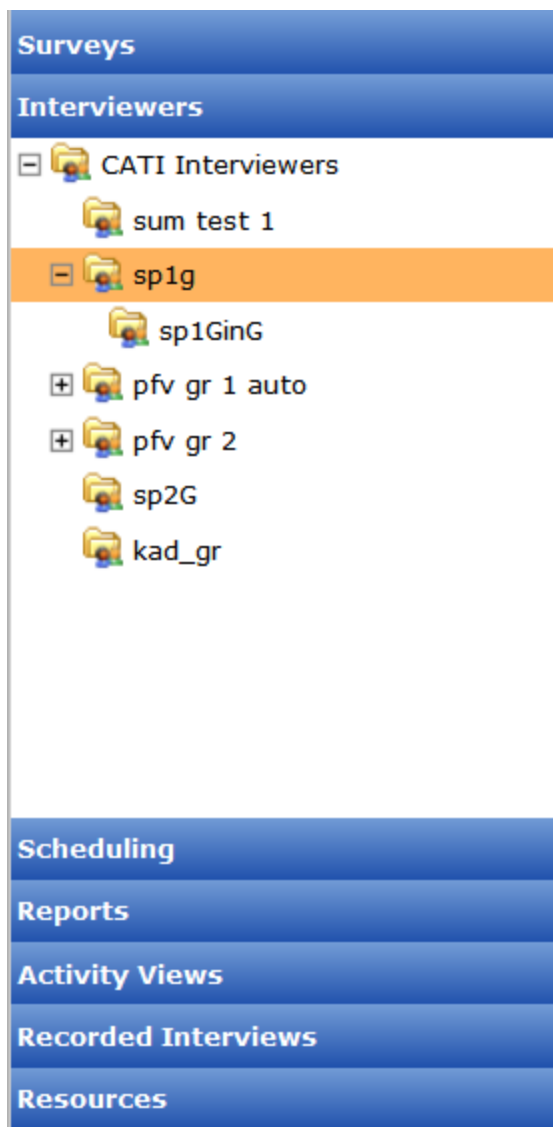 Surveys
Interviewers
CATI Interviewers
sum test 1
sp1g
sp1GinG
pfv gr 1 auto
pfv gr 2
sp2G
kad_gr
Scheduling
Reports
Activity Views
Recorded Interviews
Resources